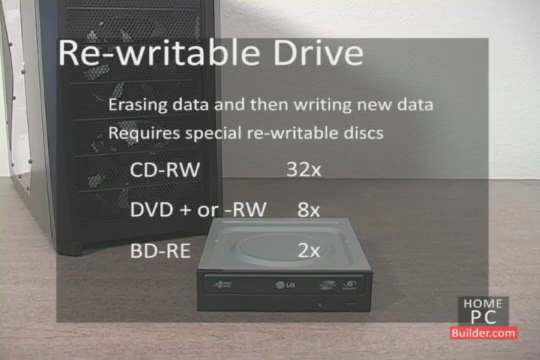 Re-writable Drive
Erasing data and then writing new data
Requires special re-writable discs
CD-RW 32x
DVD + or -RW 8x
BD-RE 2x
LG
HOME
PC
Builder.com